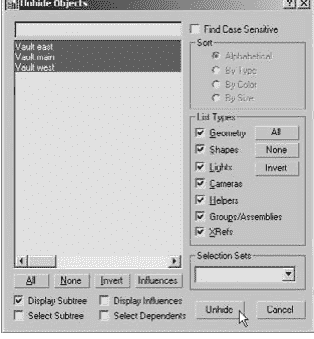 Unhide Objects
Find Case Sensitive
Vault east
Vault main
Vault west
Sort
Alphabetical
By Type
By Color
By Size
List Types
Geometry
All
Shapes
None
Lights
Invert
Cameras
Helpers
Groups/Assemblies
XRefs
Selection Sets
All None Invert Influences
Display Subtree Display Influences
Select Subtree Select Dependents
Unhide Cancel